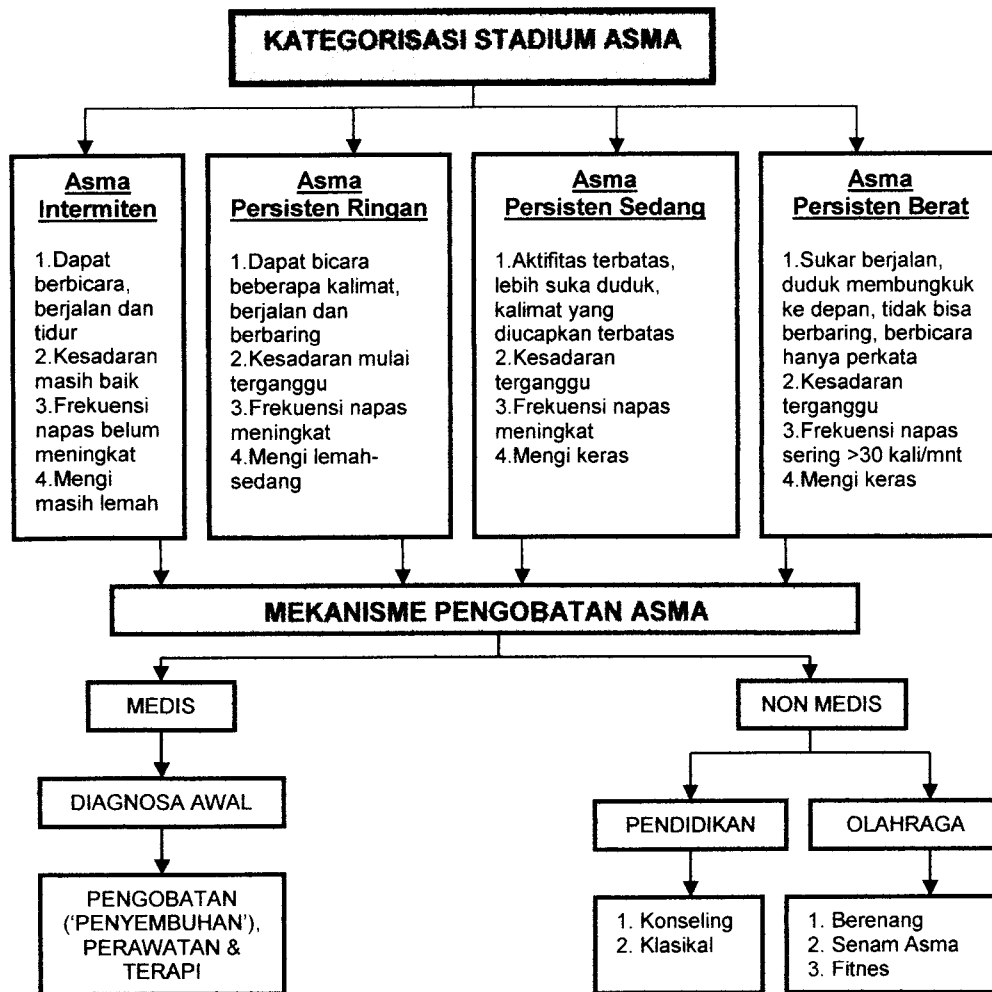 KATEGORISASI STADIUM ASMA
Asma
Intermiten
1.Dapat
berbicara,
berjalan dan
tidur
2.Kesadaran
masih baik
3.Frekuensi
napas belum
meningkat
4.Mengi
masih lemah
Asma
Persisten Ringan
1.Dapat bicara
beberapa kalimat,
berjalan dan
berbaring
2.Kesadaran mulai
terganggu
3.Frekuensi napas
meningkat
4.Mengi lemah-
sedang
Asma
Persisten Sedang
1.Aktifitas terbatas,
lebih suka duduk,
kalimat yang
diucapkan terbatas
2.Kesadaran
terganggu
3.Frekuensi napas
meningkat
4.Mengi keras
Asma
Persisten Berat
1.Sukar berjalan,
duduk membungkuk
ke depan, tidak bisa
berbaring, berbicara
hanya perkata
2.Kesadaran
terganggu
3.Frekuensi napas
sering >30 kali/mnt
4.Mengi keras
MEKANISME PENGOBATAN ASMA
MEDIS
DIAGNOSA AWAL
PENGOBATAN
('PENYEMBUHAN'),
PERAWATAN &
TERAPI
NON MEDIS
PENDIDIKAN
1. Konseling
2. Klasikal
OLAHRAGA
1. Berenang
2. Senam Asma
3. Fitnes